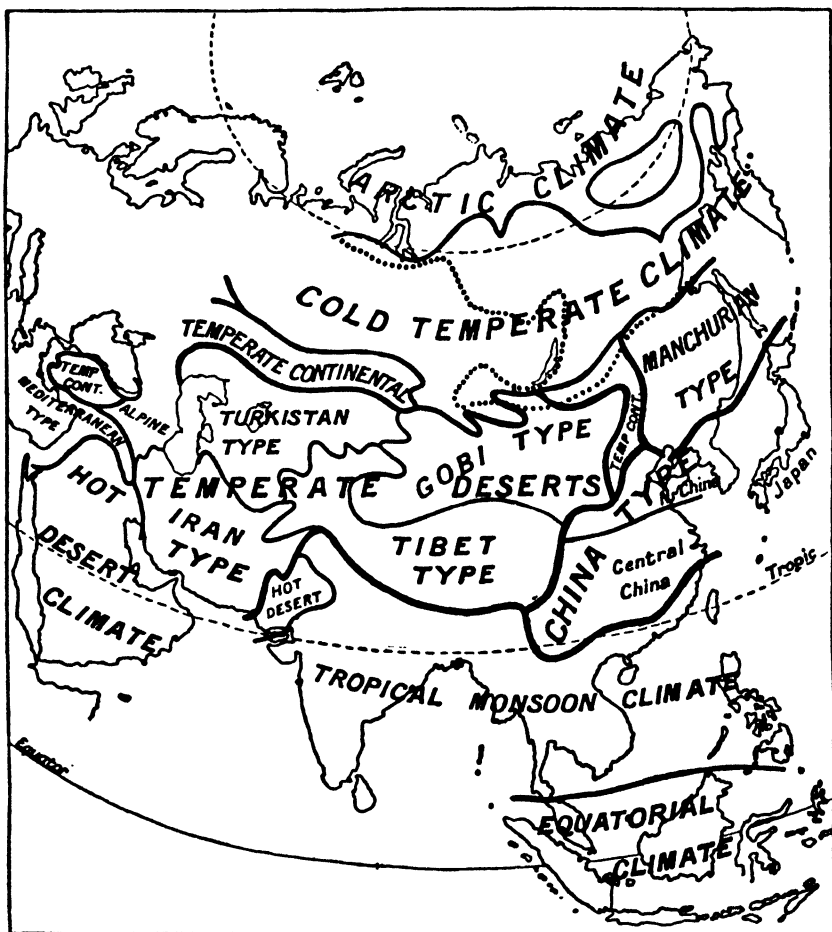 ARCTIC CLIMATE
COLD TEMPERATE CLIMATE
TEMPERATE CONTINENTAL
MANCHURIAN
TYPE
TEMP
CONT.
MEDITERRANEAN
TYPE
ALPINE
TURKISTAN
TYPE
GOBI TYPE
DESERTS
TEMP CONT.
TEMPERATE
IRAN
TYPE
TIBET
TYPE
CHINA TYPE
N. China
Central
China
Japan
HOT
DESERT
CLIMATE
HOT
DESERT
Tropic
TROPICAL MONSOON CLIMATE
Equator
EQUATORIAL
CLIMATE